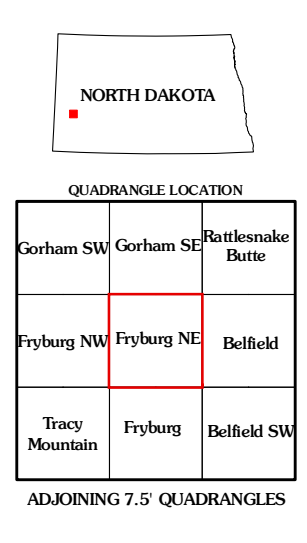 NORTH DAKOTA
QUADRANGLE LOCATION
Gorham SW
Gorham SE
Rattlesnake
Butte
Fryburg NW
Fryburg NE
Belfield
Tracy
Mountain
Fryburg
Belfield SW
ADJOINING 7.5' QUADRANGLES